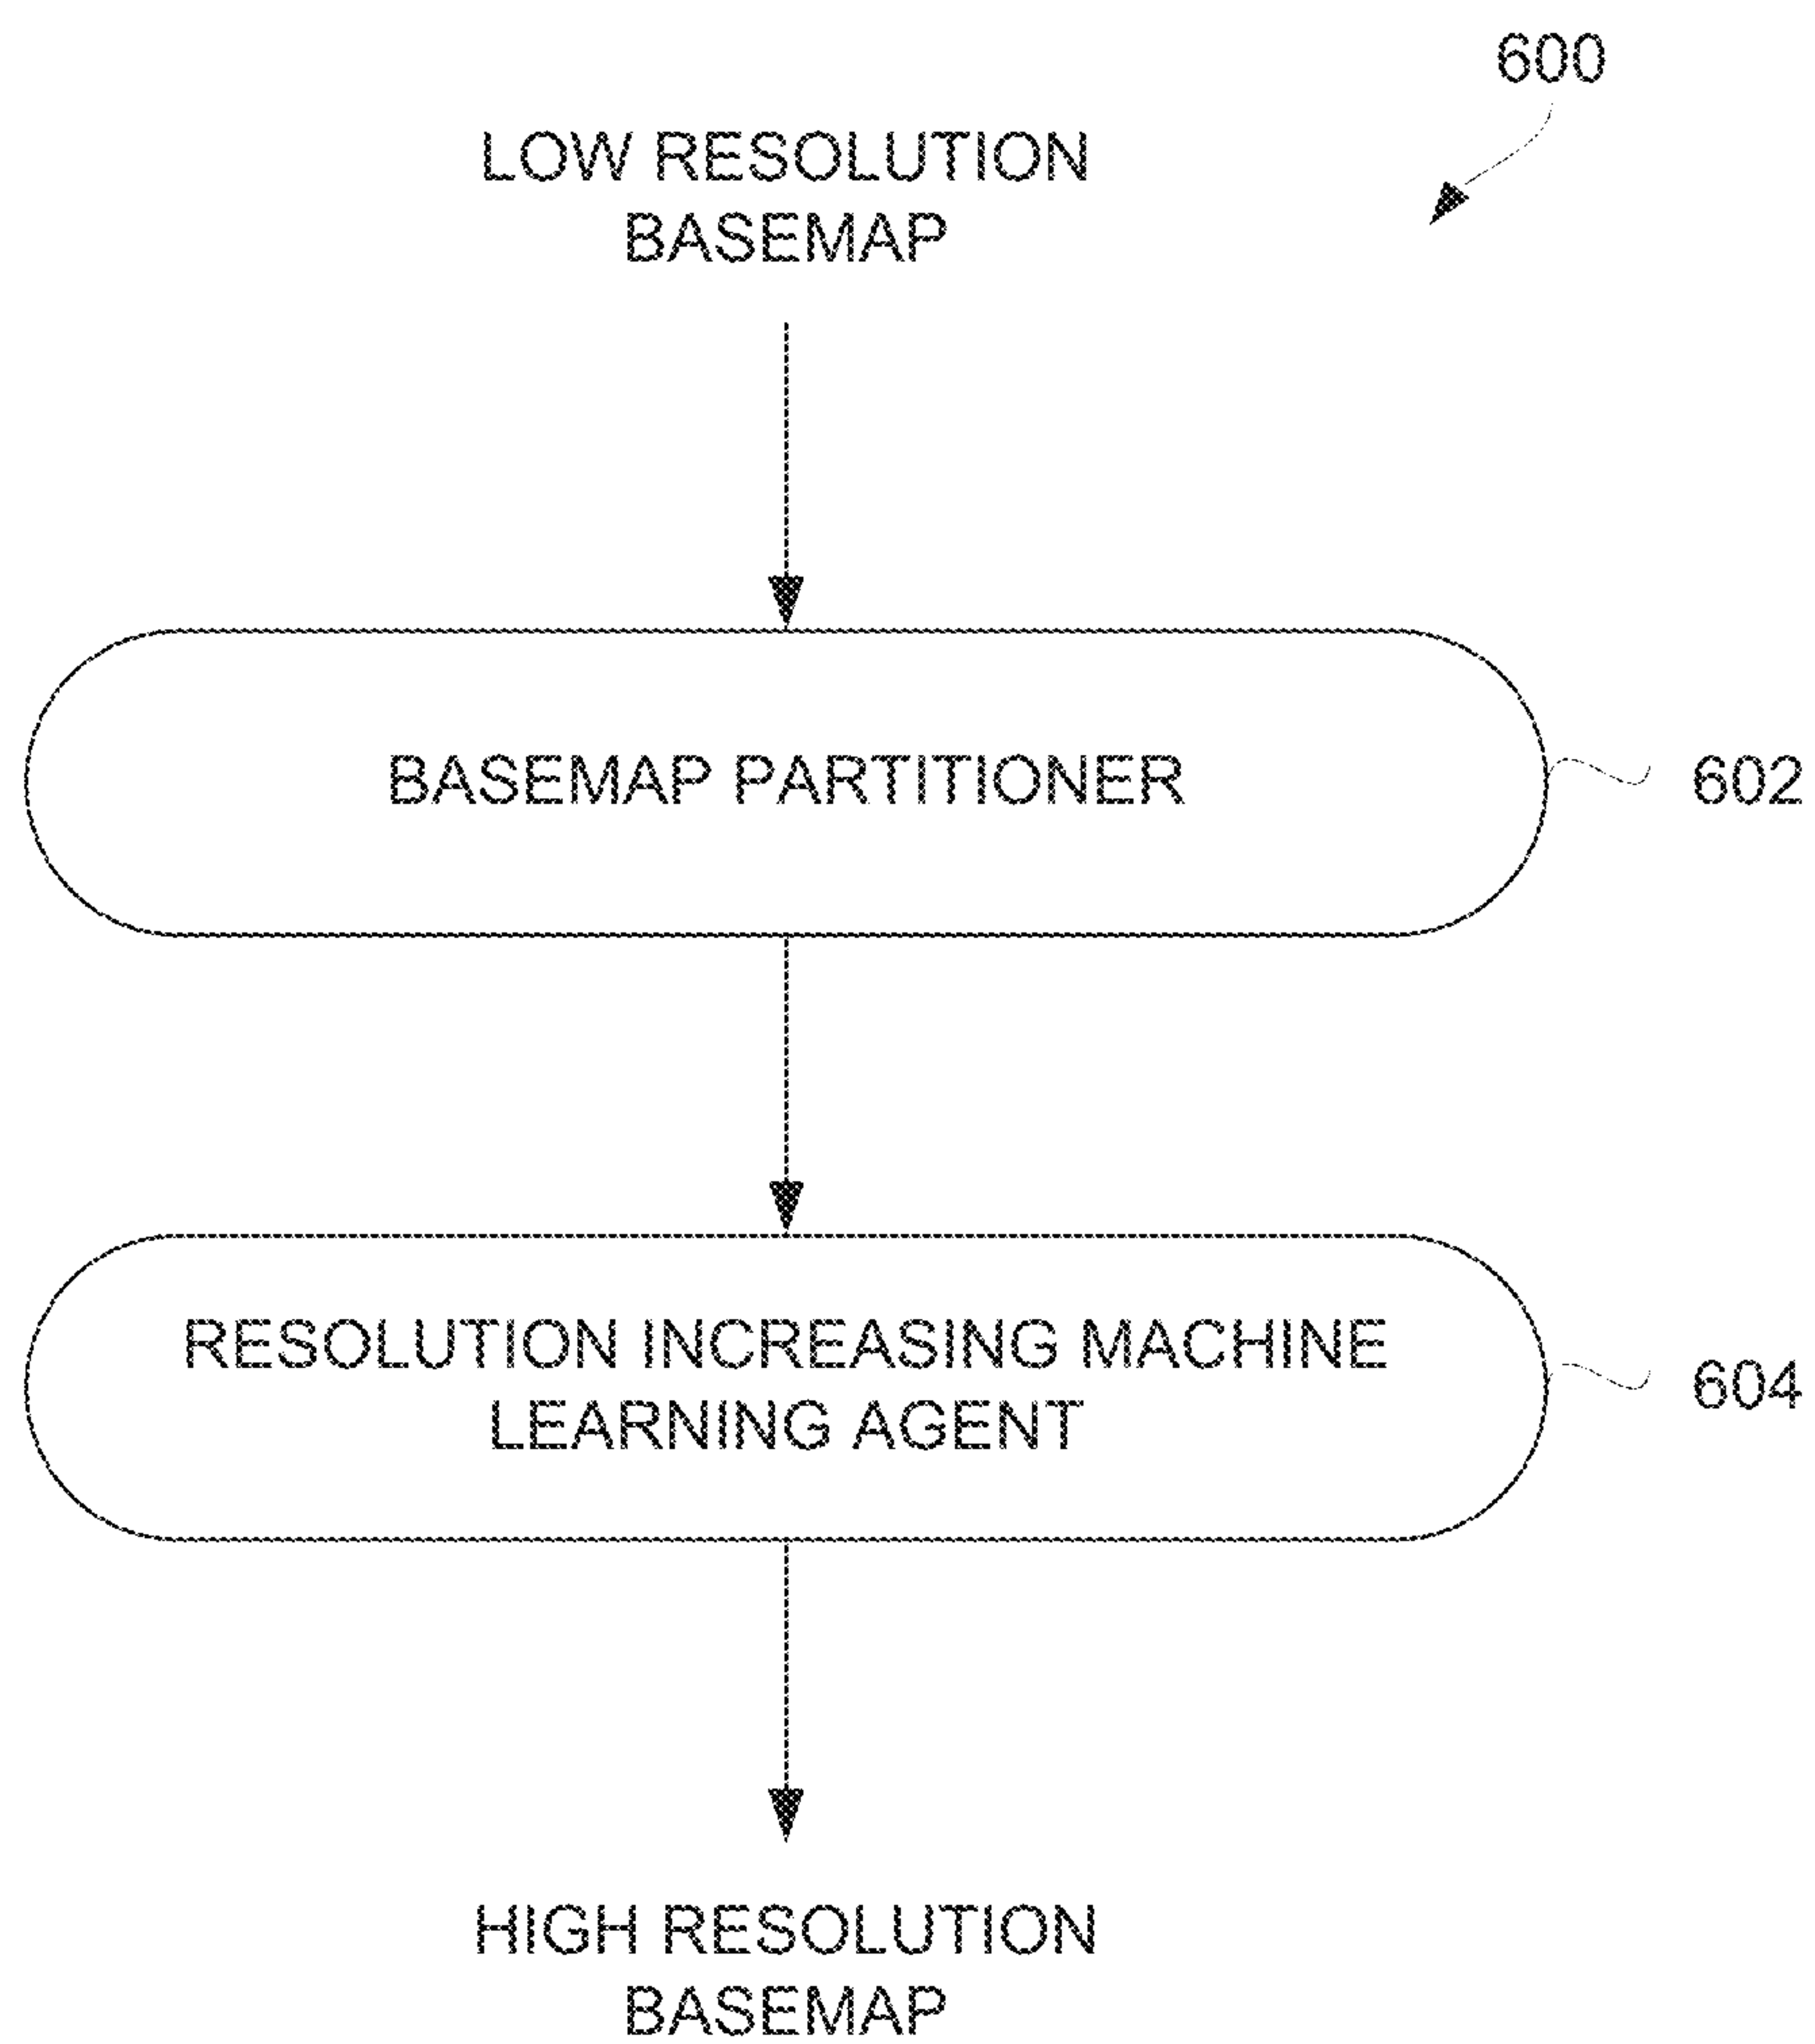 600
LOW RESOLUTION
BASEMAP
BASEMAP PARTITIONER
602
RESOLUTION INCREASING MACHINE
LEARNING AGENT
604
HIGH RESOLUTION
BASEMAP